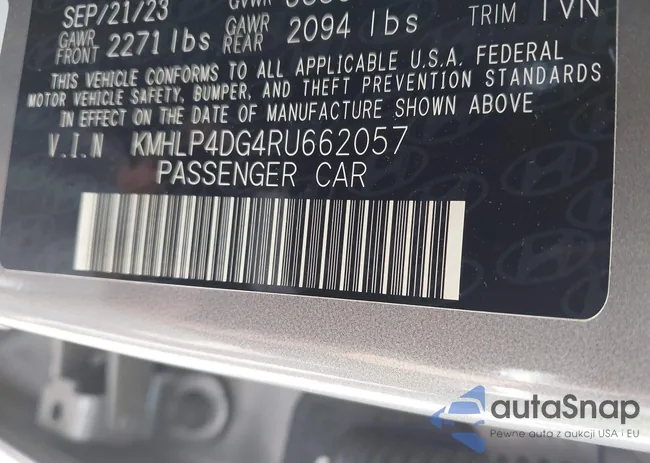 SEP/21/23 GVWR
GAWR FRONT 2271 lbs GAWR REAR 2094 lbs TRIM TVN
THIS VEHICLE CONFORMS TO ALL APPLICABLE U.S.A. FEDERAL
MOTOR VEHICLE SAFETY, BUMPER, AND THEFT PREVENTION STANDARDS
IN EFFECT ON THE DATE OF MANUFACTURE SHOWN ABOVE
V.I.N KMHLP4DG4RU662057
PASSENGER CAR
autaSnap
Pewne auta z aukcji USA i EU